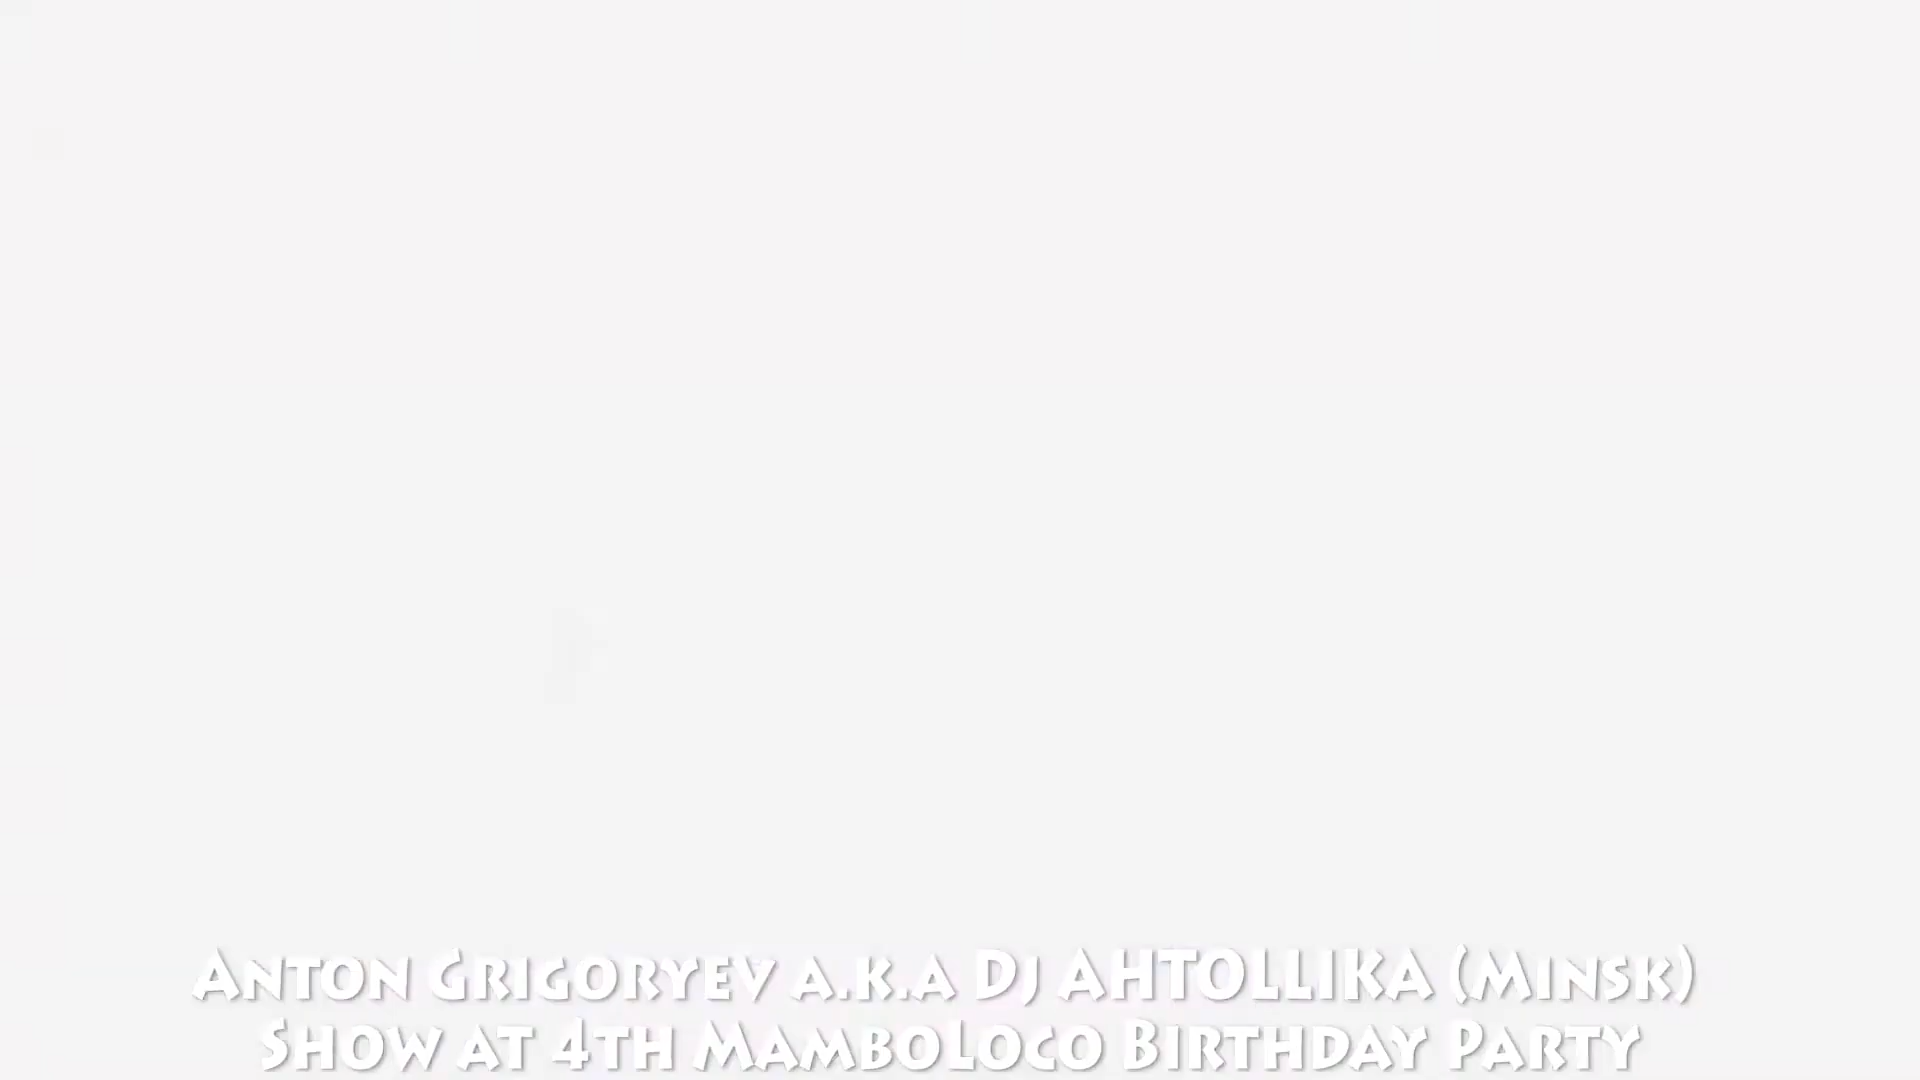 Anton Grigoryev a.k.a Dj AHTOLLIKA (Minsk)
Show at 4th MamboLoco Birthday Party